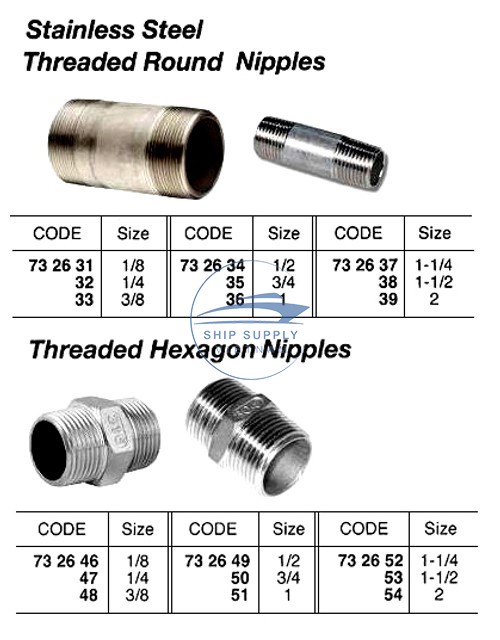 Stainless Steel
Threaded Round Nipples
CODE Size CODE Size CODE Size
73 26 31 1/8 73 26 34 1/2 73 26 37 1-1/4
32 1/4 35 3/4 38 1-1/2
33 3/8 36 1 39 2
SHIP SUPPLY
Threaded Hexagon Nipples
316
CODE Size CODE Size CODE Size
73 26 46 1/8 73 26 49 1/2 73 26 52 1-1/4
47 1/4 50 3/4 53 1-1/2
48 3/8 51 1 54 2